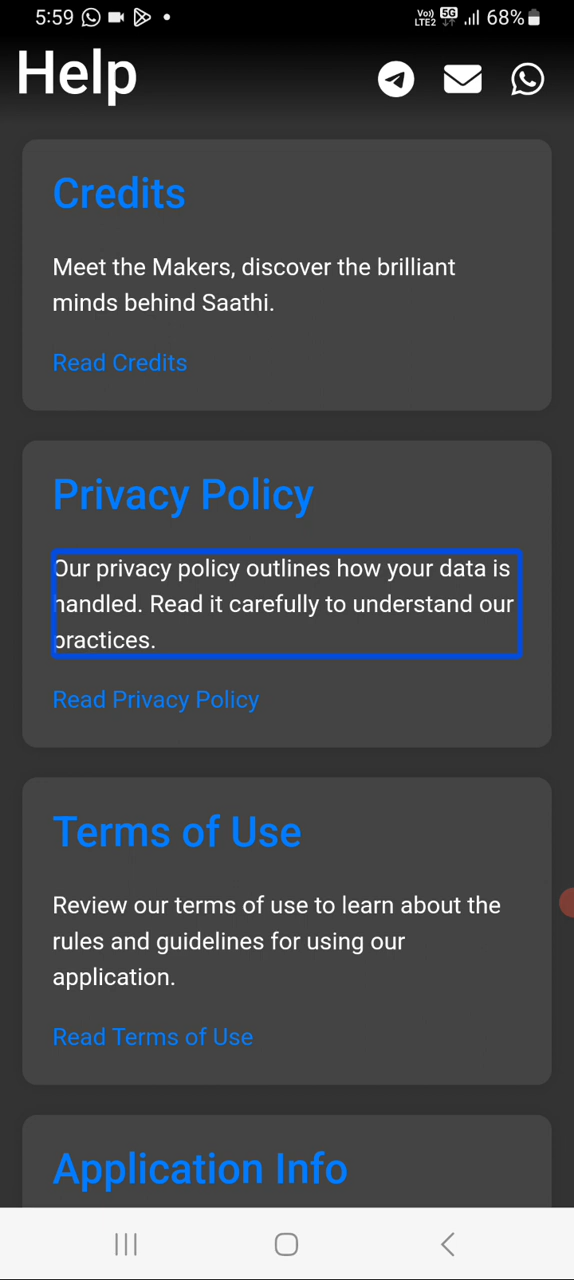 5:59
Vo)) 5G 68%
LTE2
Help
Credits
Meet the Makers, discover the brilliant
minds behind Saathi.
Read Credits
Privacy Policy
Our privacy policy outlines how your data is
handled. Read it carefully to understand our
practices.
Read Privacy Policy
Terms of Use
Review our terms of use to learn about the
rules and guidelines for using our
application.
Read Terms of Use
Application Info